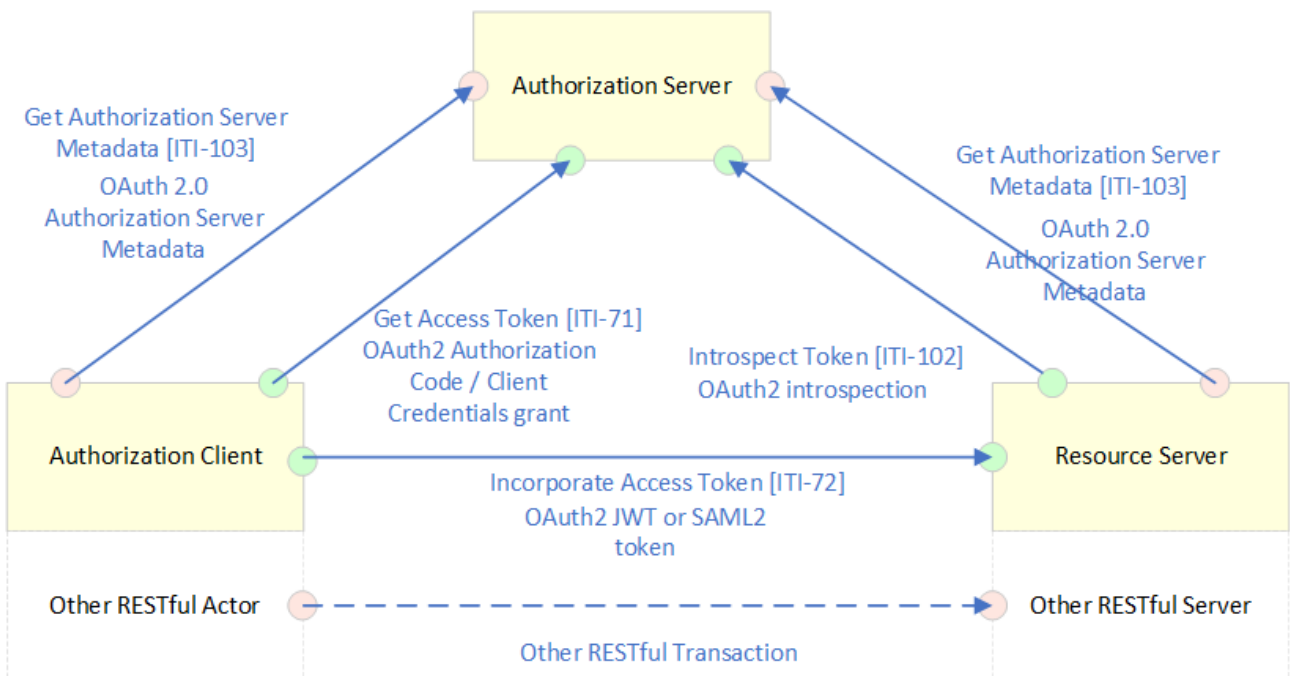 Authorization Server
Get Authorization Server
Metadata [ITI-103]
OAuth 2.0
Authorization Server
Metadata
Get Authorization Server
Metadata [ITI-103]
OAuth 2.0
Authorization Server
Metadata
Get Access Token [ITI-71]
OAuth2 Authorization
Code / Client
Credentials grant
Introspect Token [ITI-102]
OAuth2 introspection
Authorization Client
Resource Server
Incorporate Access Token [ITI-72]
OAuth2 JWT or SAML2
token
Other RESTful Actor
Other RESTful Server
Other RESTful Transaction